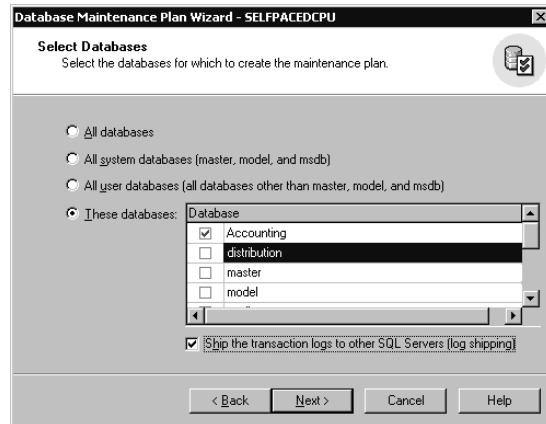 Database Maintenance Plan Wizard - SELFPACEDCPU
Select Databases
Select the databases for which to create the maintenance plan.
All databases
All system databases (master, model, and msdb)
All user databases (all databases other than master, model, and msdb)
These databases:
Database
Accounting
distribution
master
model
Ship the transaction logs to other SQL Servers (log shipping)
< Back
Next >
Cancel
Help